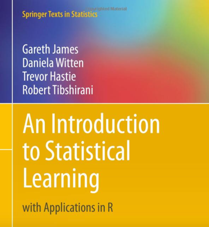 Springer Texts in Statistics
Gareth James
Daniela Witten
Trevor Hastie
Robert Tibshirani
An Introduction
to Statistical
Learning
with Applications in R